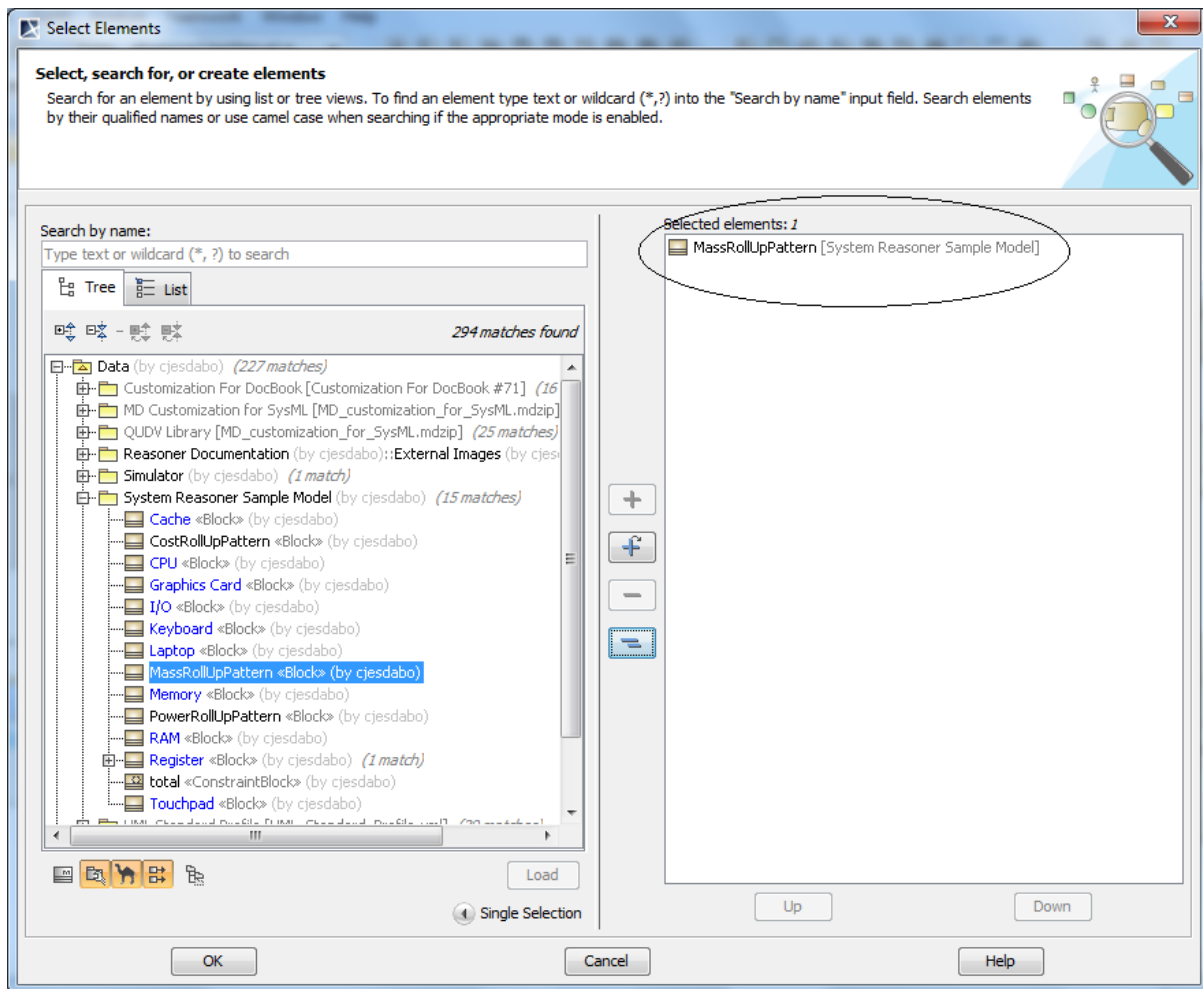 Select Elements
Select, search for, or create elements
Search for an element by using list or tree views. To find an element type text or wildcard (*,?) into the "Search by name" input field. Search elements
by their qualified names or use camel case when searching if the appropriate mode is enabled.
Search by name:
Type text or wildcard (*, ?) to search
Tree List
294 matches found
Data (by cjesdabo) (227 matches)
Customization For DocBook [Customization For DocBook #71] (16
MD Customization for SysML [MD_customization_for_SysML.mdzip]
QUDV Library [MD_customization_for_SysML.mdzip] (25 matches)
Reasoner Documentation (by cjesdabo)::External Images (by cjes
Simulator (by cjesdabo) (1 match)
System Reasoner Sample Model (by cjesdabo) (15 matches)
Cache «Block» (by cjesdabo)
CostRollUpPattern «Block» (by cjesdabo)
CPU «Block» (by cjesdabo)
Graphics Card «Block» (by cjesdabo)
I/O «Block» (by cjesdabo)
Keyboard «Block» (by cjesdabo)
Laptop «Block» (by cjesdabo)
MassRollUpPattern «Block» (by cjesdabo)
Memory «Block» (by cjesdabo)
PowerRollUpPattern «Block» (by cjesdabo)
RAM «Block» (by cjesdabo)
Register «Block» (by cjesdabo) (1 match)
total «ConstraintBlock» (by cjesdabo)
Touchpad «Block» (by cjesdabo)
Load
Single Selection
Selected elements: 1
MassRollUpPattern [System Reasoner Sample Model]
Up Down
OK Cancel Help